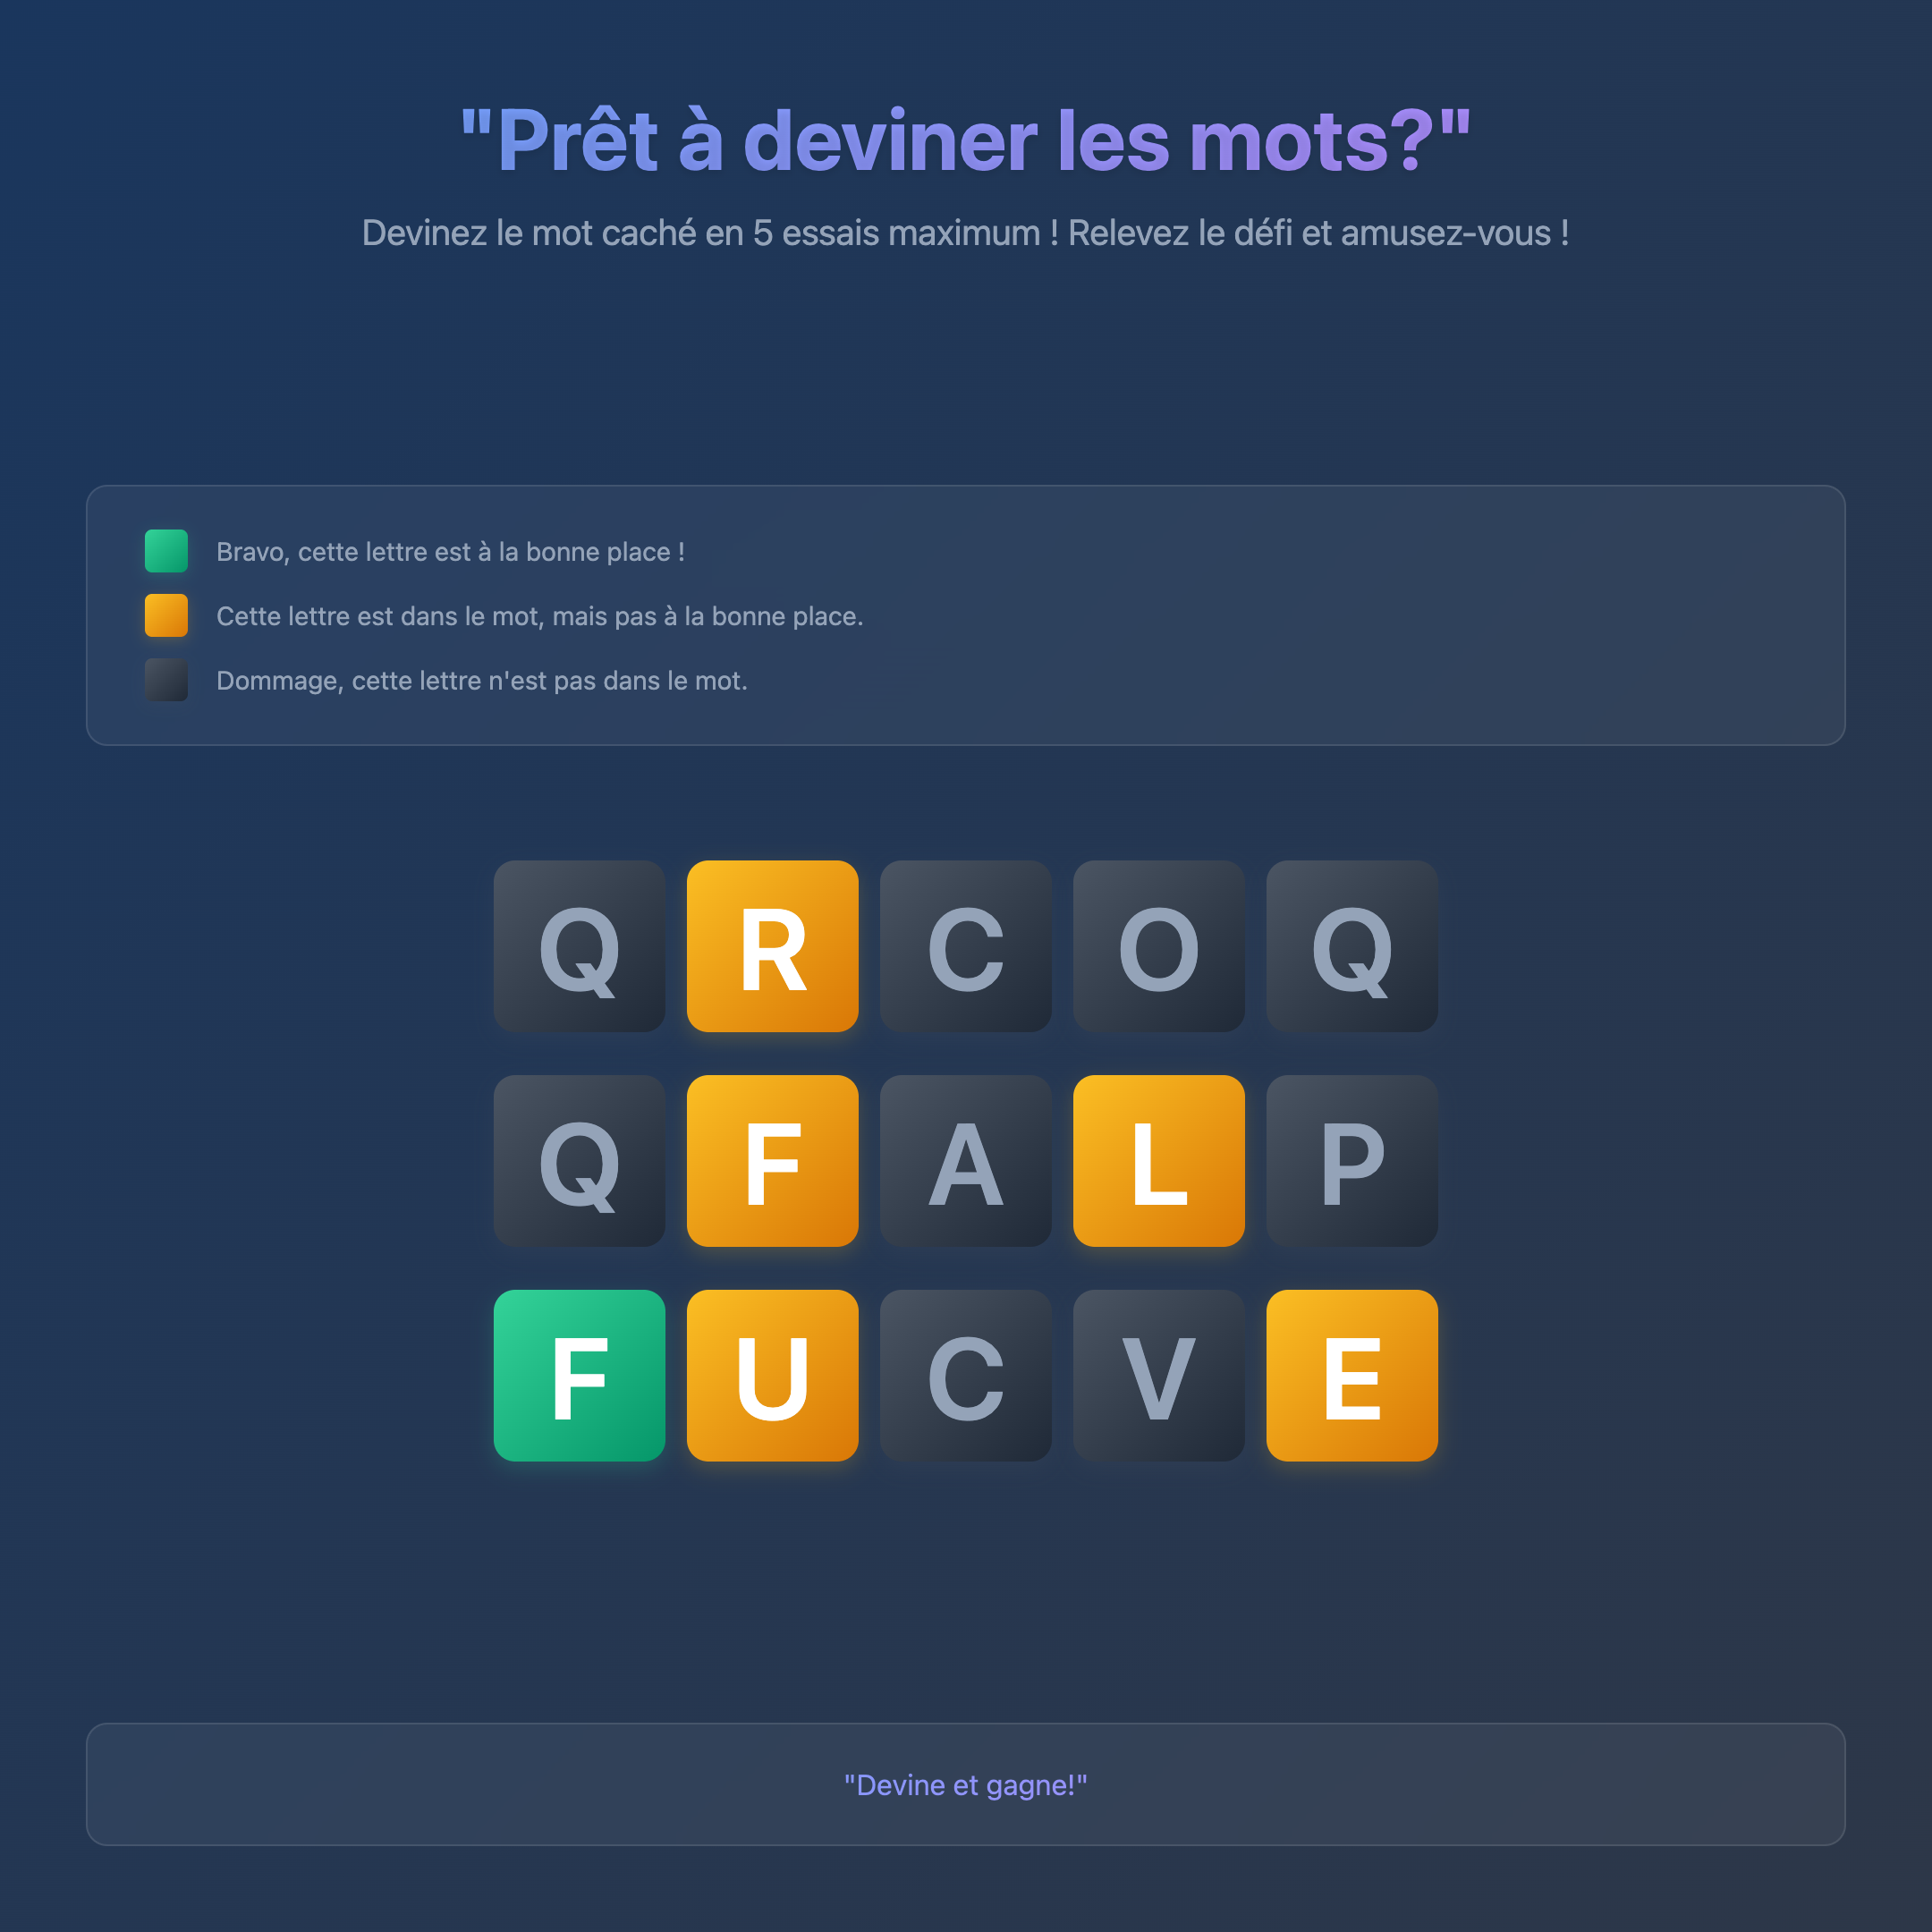 "Prêt à deviner les mots?"
Devinez le mot caché en 5 essais maximum ! Relevez le défi et amusez-vous !
Bravo, cette lettre est à la bonne place !
Cette lettre est dans le mot, mais pas à la bonne place.
Dommage, cette lettre n'est pas dans le mot.
Q R C O Q
Q F A L P
F U C V E
"Devine et gagne!"